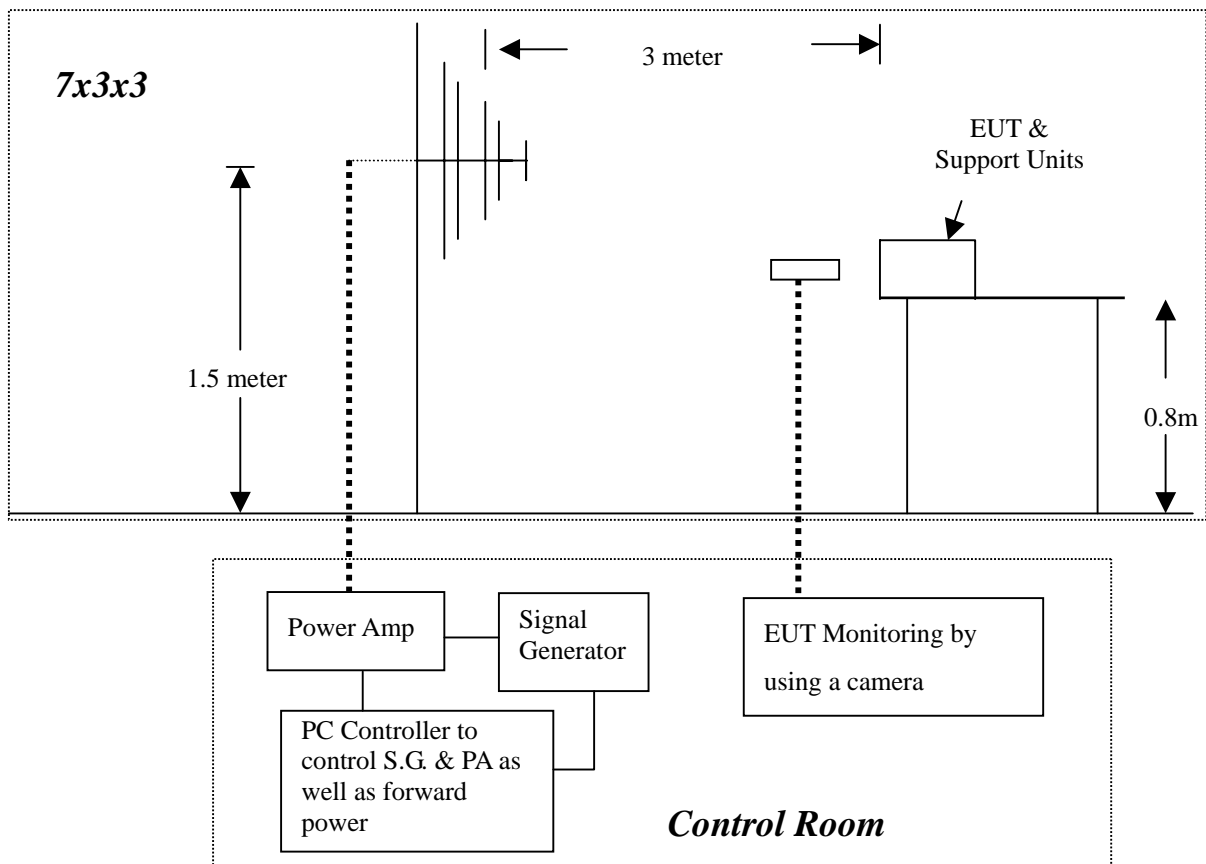 7x3x3
3 meter
EUT &
Support Units
1.5 meter
0.8m
Power Amp
Signal
Generator
EUT Monitoring by
using a camera
PC Controller to
control S.G. & PA as
well as forward
power
Control Room